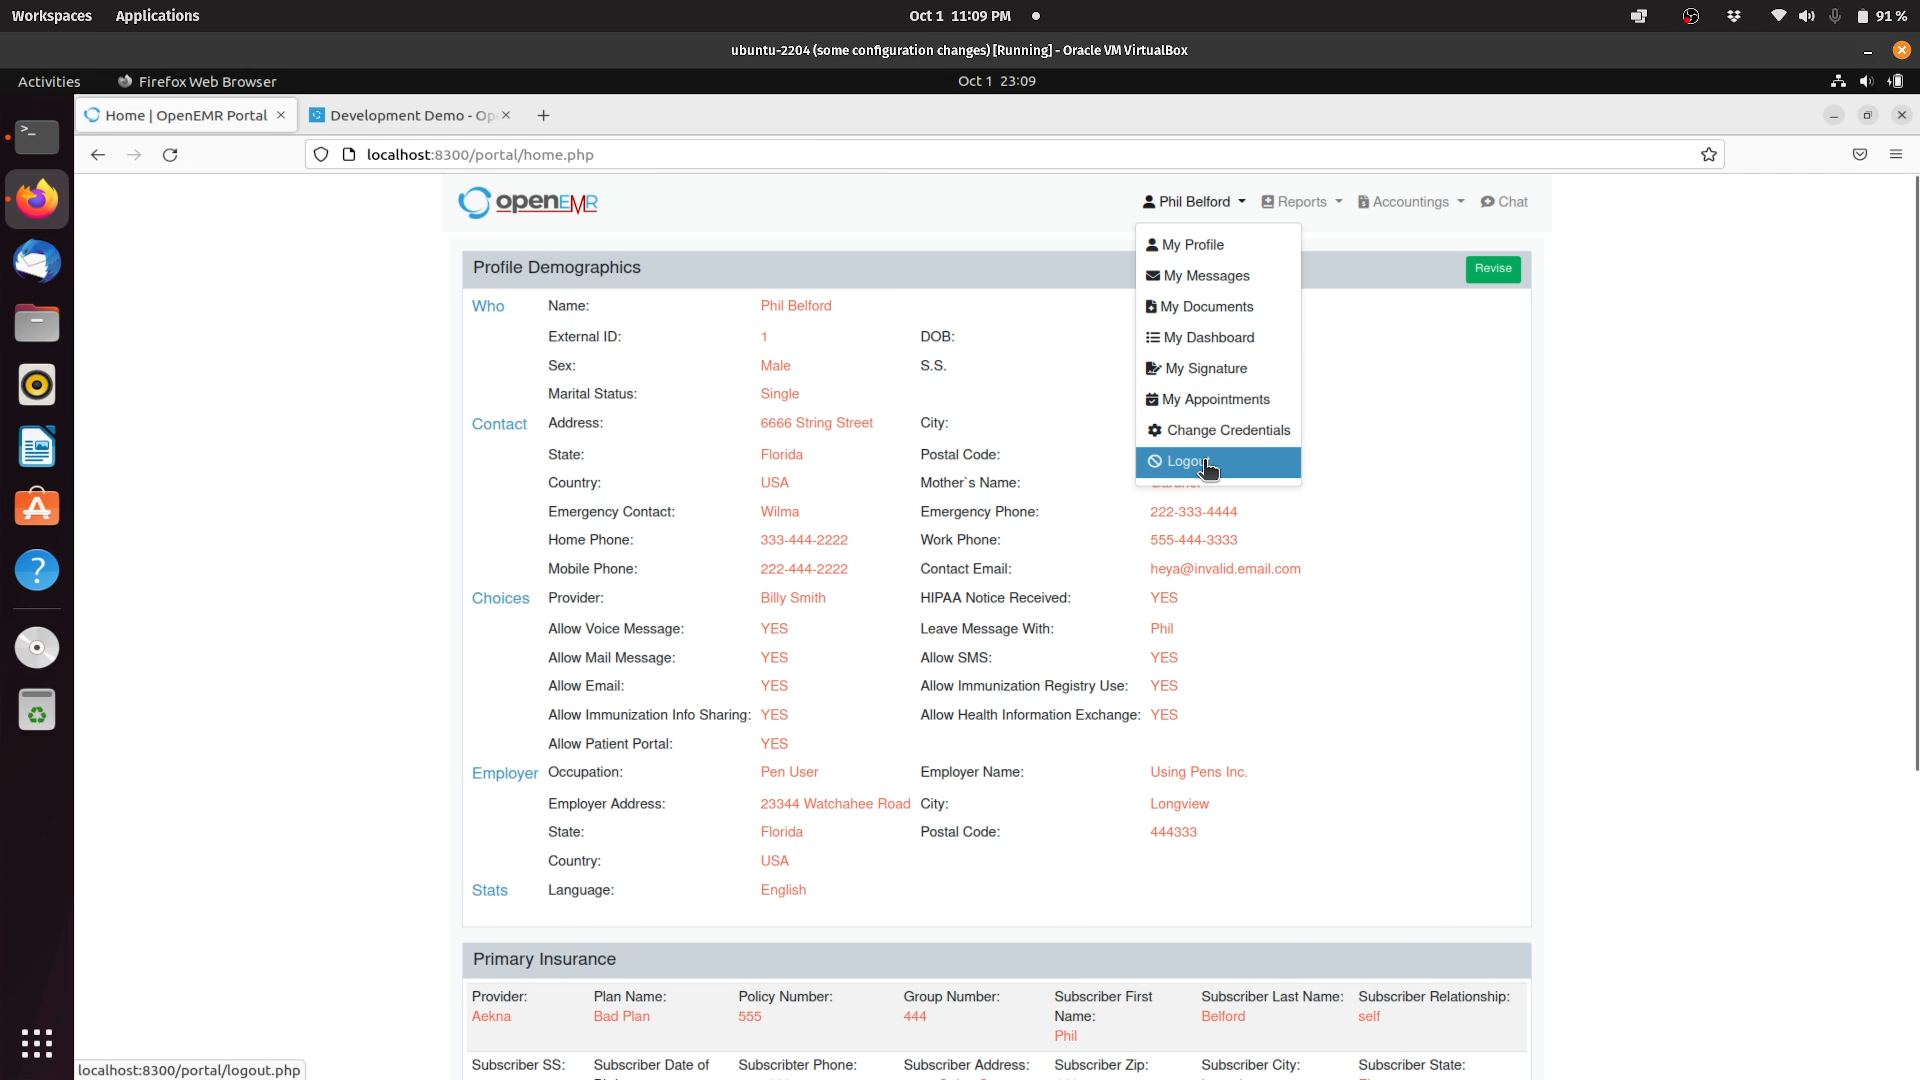 Workspaces Applications Oct 1 11:09 PM 91 %
ubuntu-2204 (some configuration changes) [Running] - Oracle VM VirtualBox
Activities Firefox Web Browser Oct 1 23:09
Home | OpenEMR Portal Development Demo - Op
localhost:8300/portal/home.php
openEMR Phil Belford Reports Accountings Chat
My Profile
My Messages
My Documents
My Dashboard
My Signature
My Appointments
Change Credentials
Logout
Profile Demographics Revise
Who Name: Phil Belford
External ID: 1 DOB:
Sex: Male S.S.
Marital Status: Single
Contact Address: 6666 String Street City:
State: Florida Postal Code:
Country: USA Mother`s Name:
Emergency Contact: Wilma Emergency Phone: 222-333-4444
Home Phone: 333-444-2222 Work Phone: 555-444-3333
Mobile Phone: 222-444-2222 Contact Email: heya@invalid.email.com
Choices Provider: Billy Smith HIPAA Notice Received: YES
Allow Voice Message: YES Leave Message With: Phil
Allow Mail Message: YES Allow SMS: YES
Allow Email: YES Allow Immunization Registry Use: YES
Allow Immunization Info Sharing: YES Allow Health Information Exchange: YES
Allow Patient Portal: YES
Employer Occupation: Pen User Employer Name: Using Pens Inc.
Employer Address: 23344 Watchahee Road City: Longview
State: Florida Postal Code: 444333
Country: USA
Stats Language: English
Primary Insurance
Provider: Plan Name: Policy Number: Group Number: Subscriber First Name: Subscriber Last Name: Subscriber Relationship:
Aekna Bad Plan 555 444 Phil Belford self
Subscriber SS: Subscriber Date of Subscribter Phone: Subscriber Address: Subscriber Zip: Subscriber City: Subscriber State:
localhost:8300/portal/logout.php